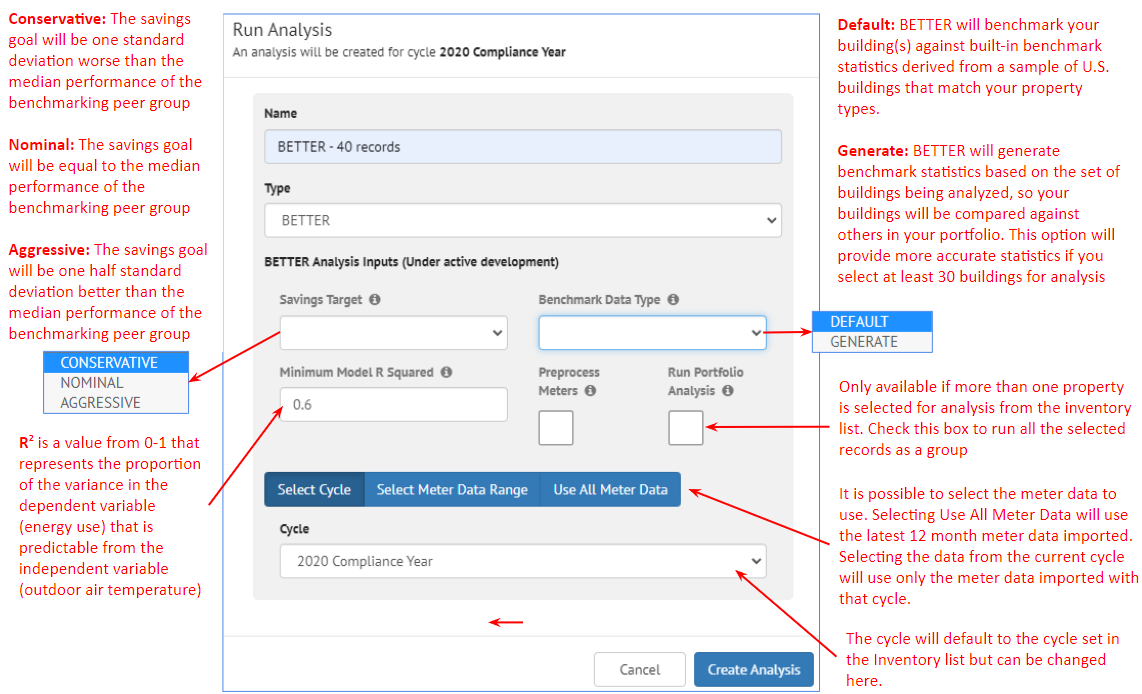 Conservative: The savings
goal will be one standard
deviation worse than the
median performance of the
benchmarking peer group
Nominal: The savings goal
will be equal to the median
performance of the
benchmarking peer group
Aggressive: The savings goal
will be one half standard
deviation better than the
median performance of the
benchmarking peer group
CONSERVATIVE
NOMINAL
AGGRESSIVE
R² is a value from 0-1 that
represents the proportion
of the variance in the
dependent variable
(energy use) that is
predictable from the
independent variable
(outdoor air temperature)
Run Analysis
An analysis will be created for cycle 2020 Compliance Year
Name
BETTER - 40 records
Type
BETTER
BETTER Analysis Inputs (Under active development)
Savings Target
Benchmark Data Type
Minimum Model R Squared
0.6
Preprocess
Meters
Run Portfolio
Analysis
Select Cycle
Select Meter Data Range
Use All Meter Data
Cycle
2020 Compliance Year
Cancel
Create Analysis
Default: BETTER will benchmark your
building(s) against built-in benchmark
statistics derived from a sample of U.S.
buildings that match your property
types.
Generate: BETTER will generate
benchmark statistics based on the set of
buildings being analyzed, so your
buildings will be compared against
others in your portfolio. This option will
provide more accurate statistics if you
select at least 30 buildings for analysis
DEFAULT
GENERATE
Only available if more than one property
is selected for analysis from the inventory
list. Check this box to run all the selected
records as a group
It is possible to select the meter data to
use. Selecting Use All Meter Data will use
the latest 12 month meter data imported.
Selecting the data from the current cycle
will use only the meter data imported with
that cycle.
The cycle will default to the cycle set in
the Inventory list but can be changed
here.